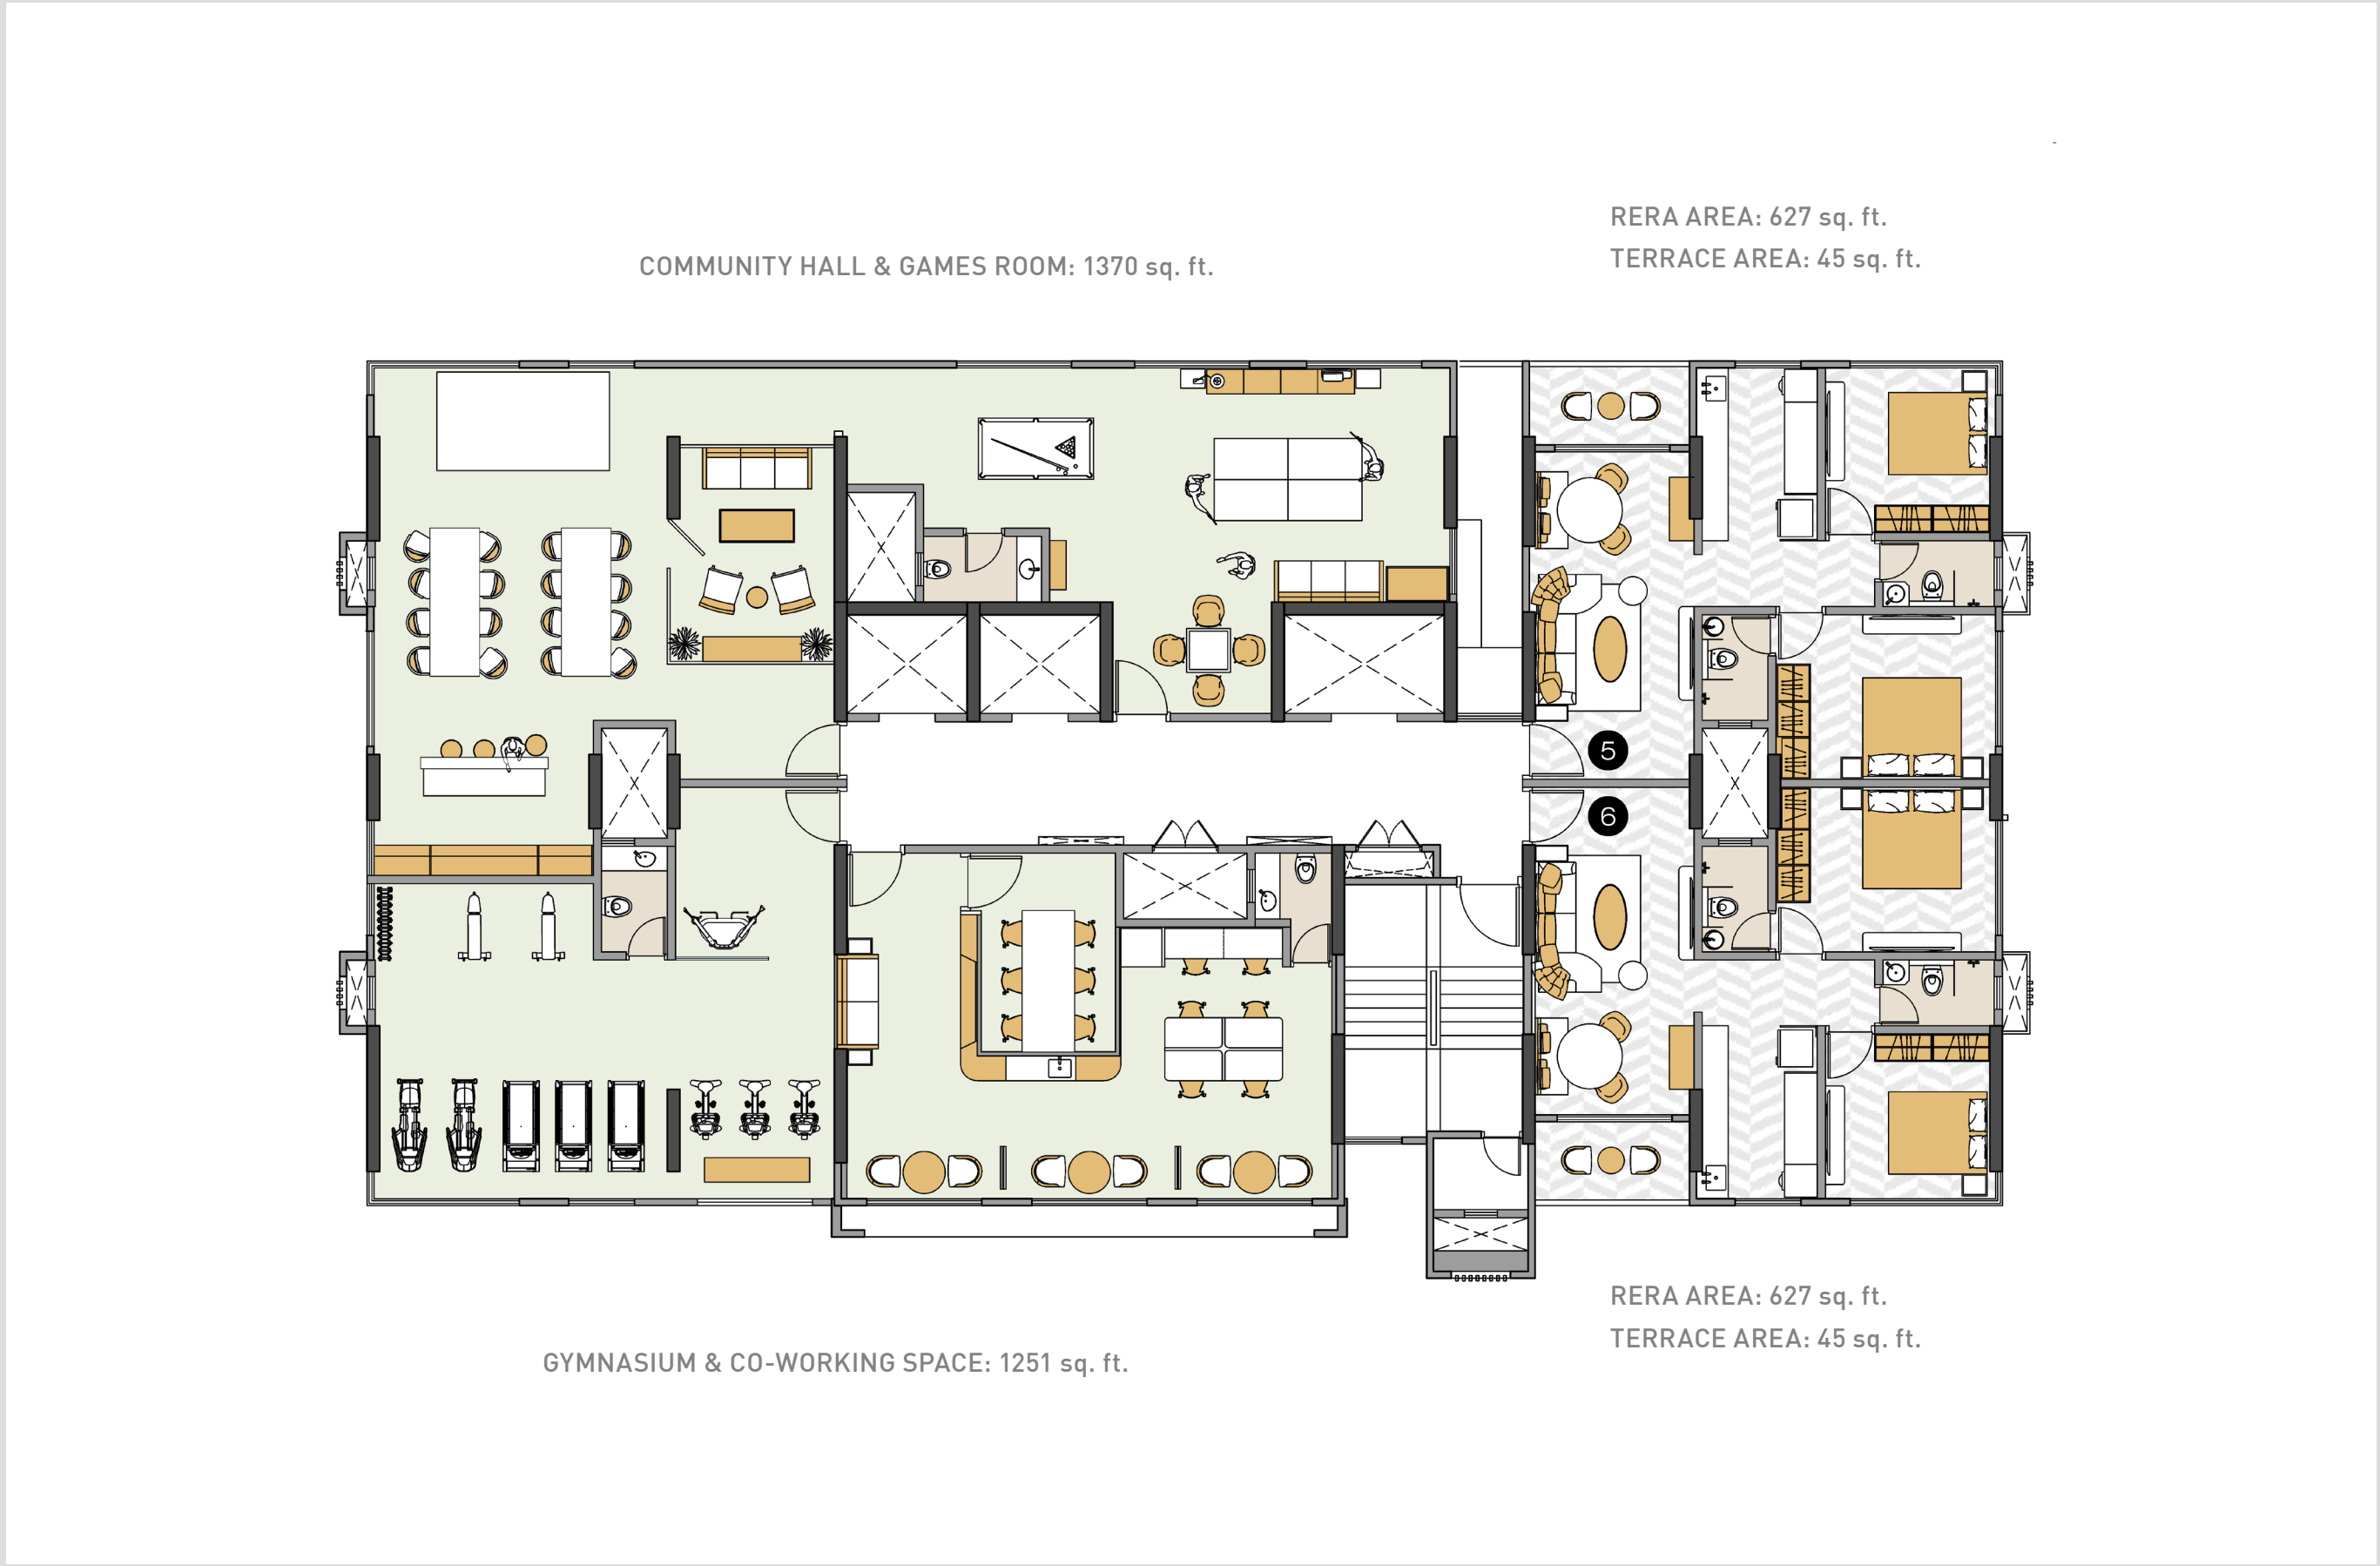 RERA AREA: 627 sq. ft.
TERRACE AREA: 45 sq. ft.
COMMUNITY HALL & GAMES ROOM: 1370 sq. ft.
5
6
RERA AREA: 627 sq. ft.
TERRACE AREA: 45 sq. ft.
GYMNASIUM & CO-WORKING SPACE: 1251 sq. ft.